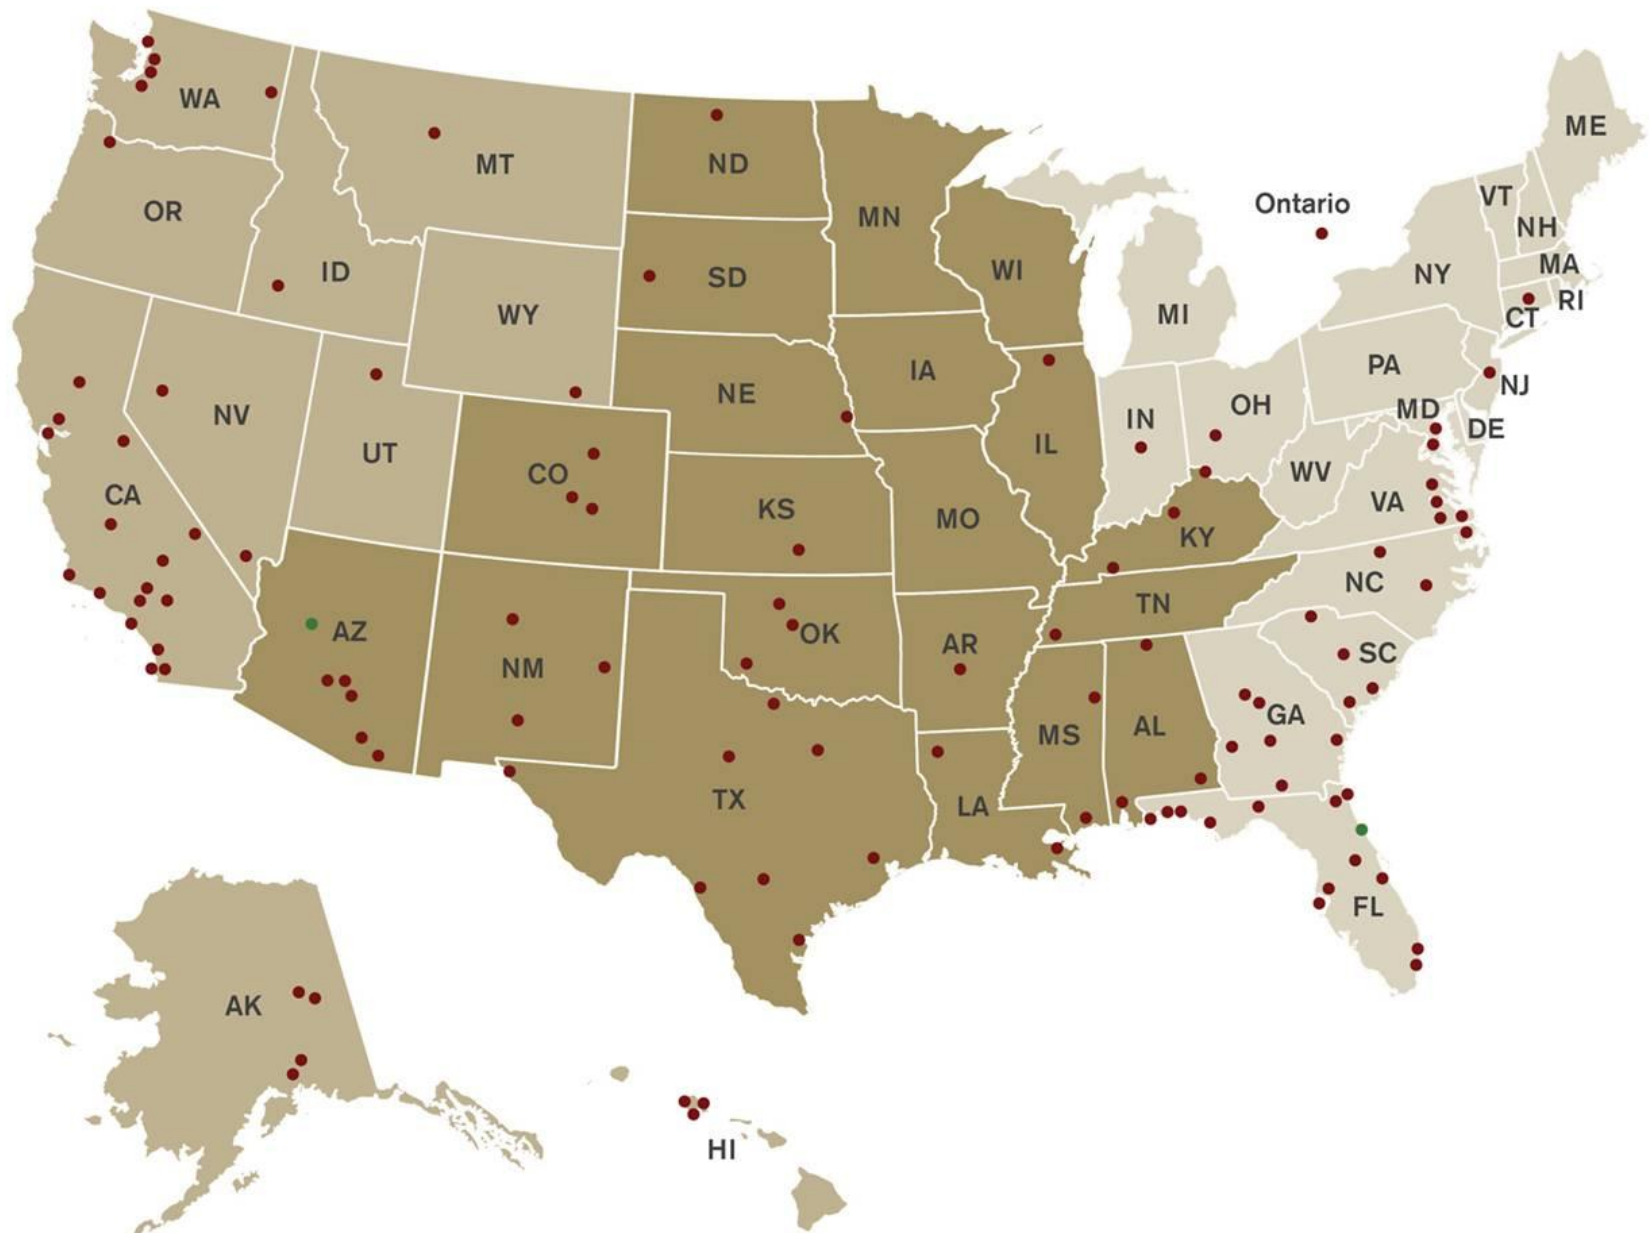 WA
MT
ND
MN
ME
VT
NH
OR
ID
SD
WI
Ontario
NY
MA
RI
CT
WY
MI
IA
PA
NJ
NE
NV
UT
CO
IL
IN
OH
MD
DE
WV
VA
CA
KS
MO
KY
NC
AZ
NM
OK
AR
TN
SC
GA
MS
AL
TX
LA
FL
AK
HI